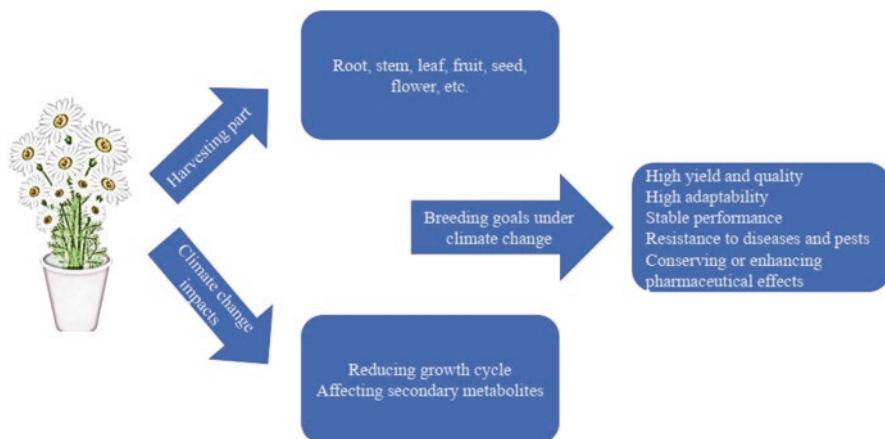 Root, stem, leaf, fruit, seed,
flower, etc.
Harvesting part
High yield and quality
High adaptability
Stable performance
Resistance to diseases and pests
Conserving or enhancing
pharmaceutical effects
Breeding goals under
climate change
Climate change
impacts
Reducing growth cycle
Affecting secondary metabolites